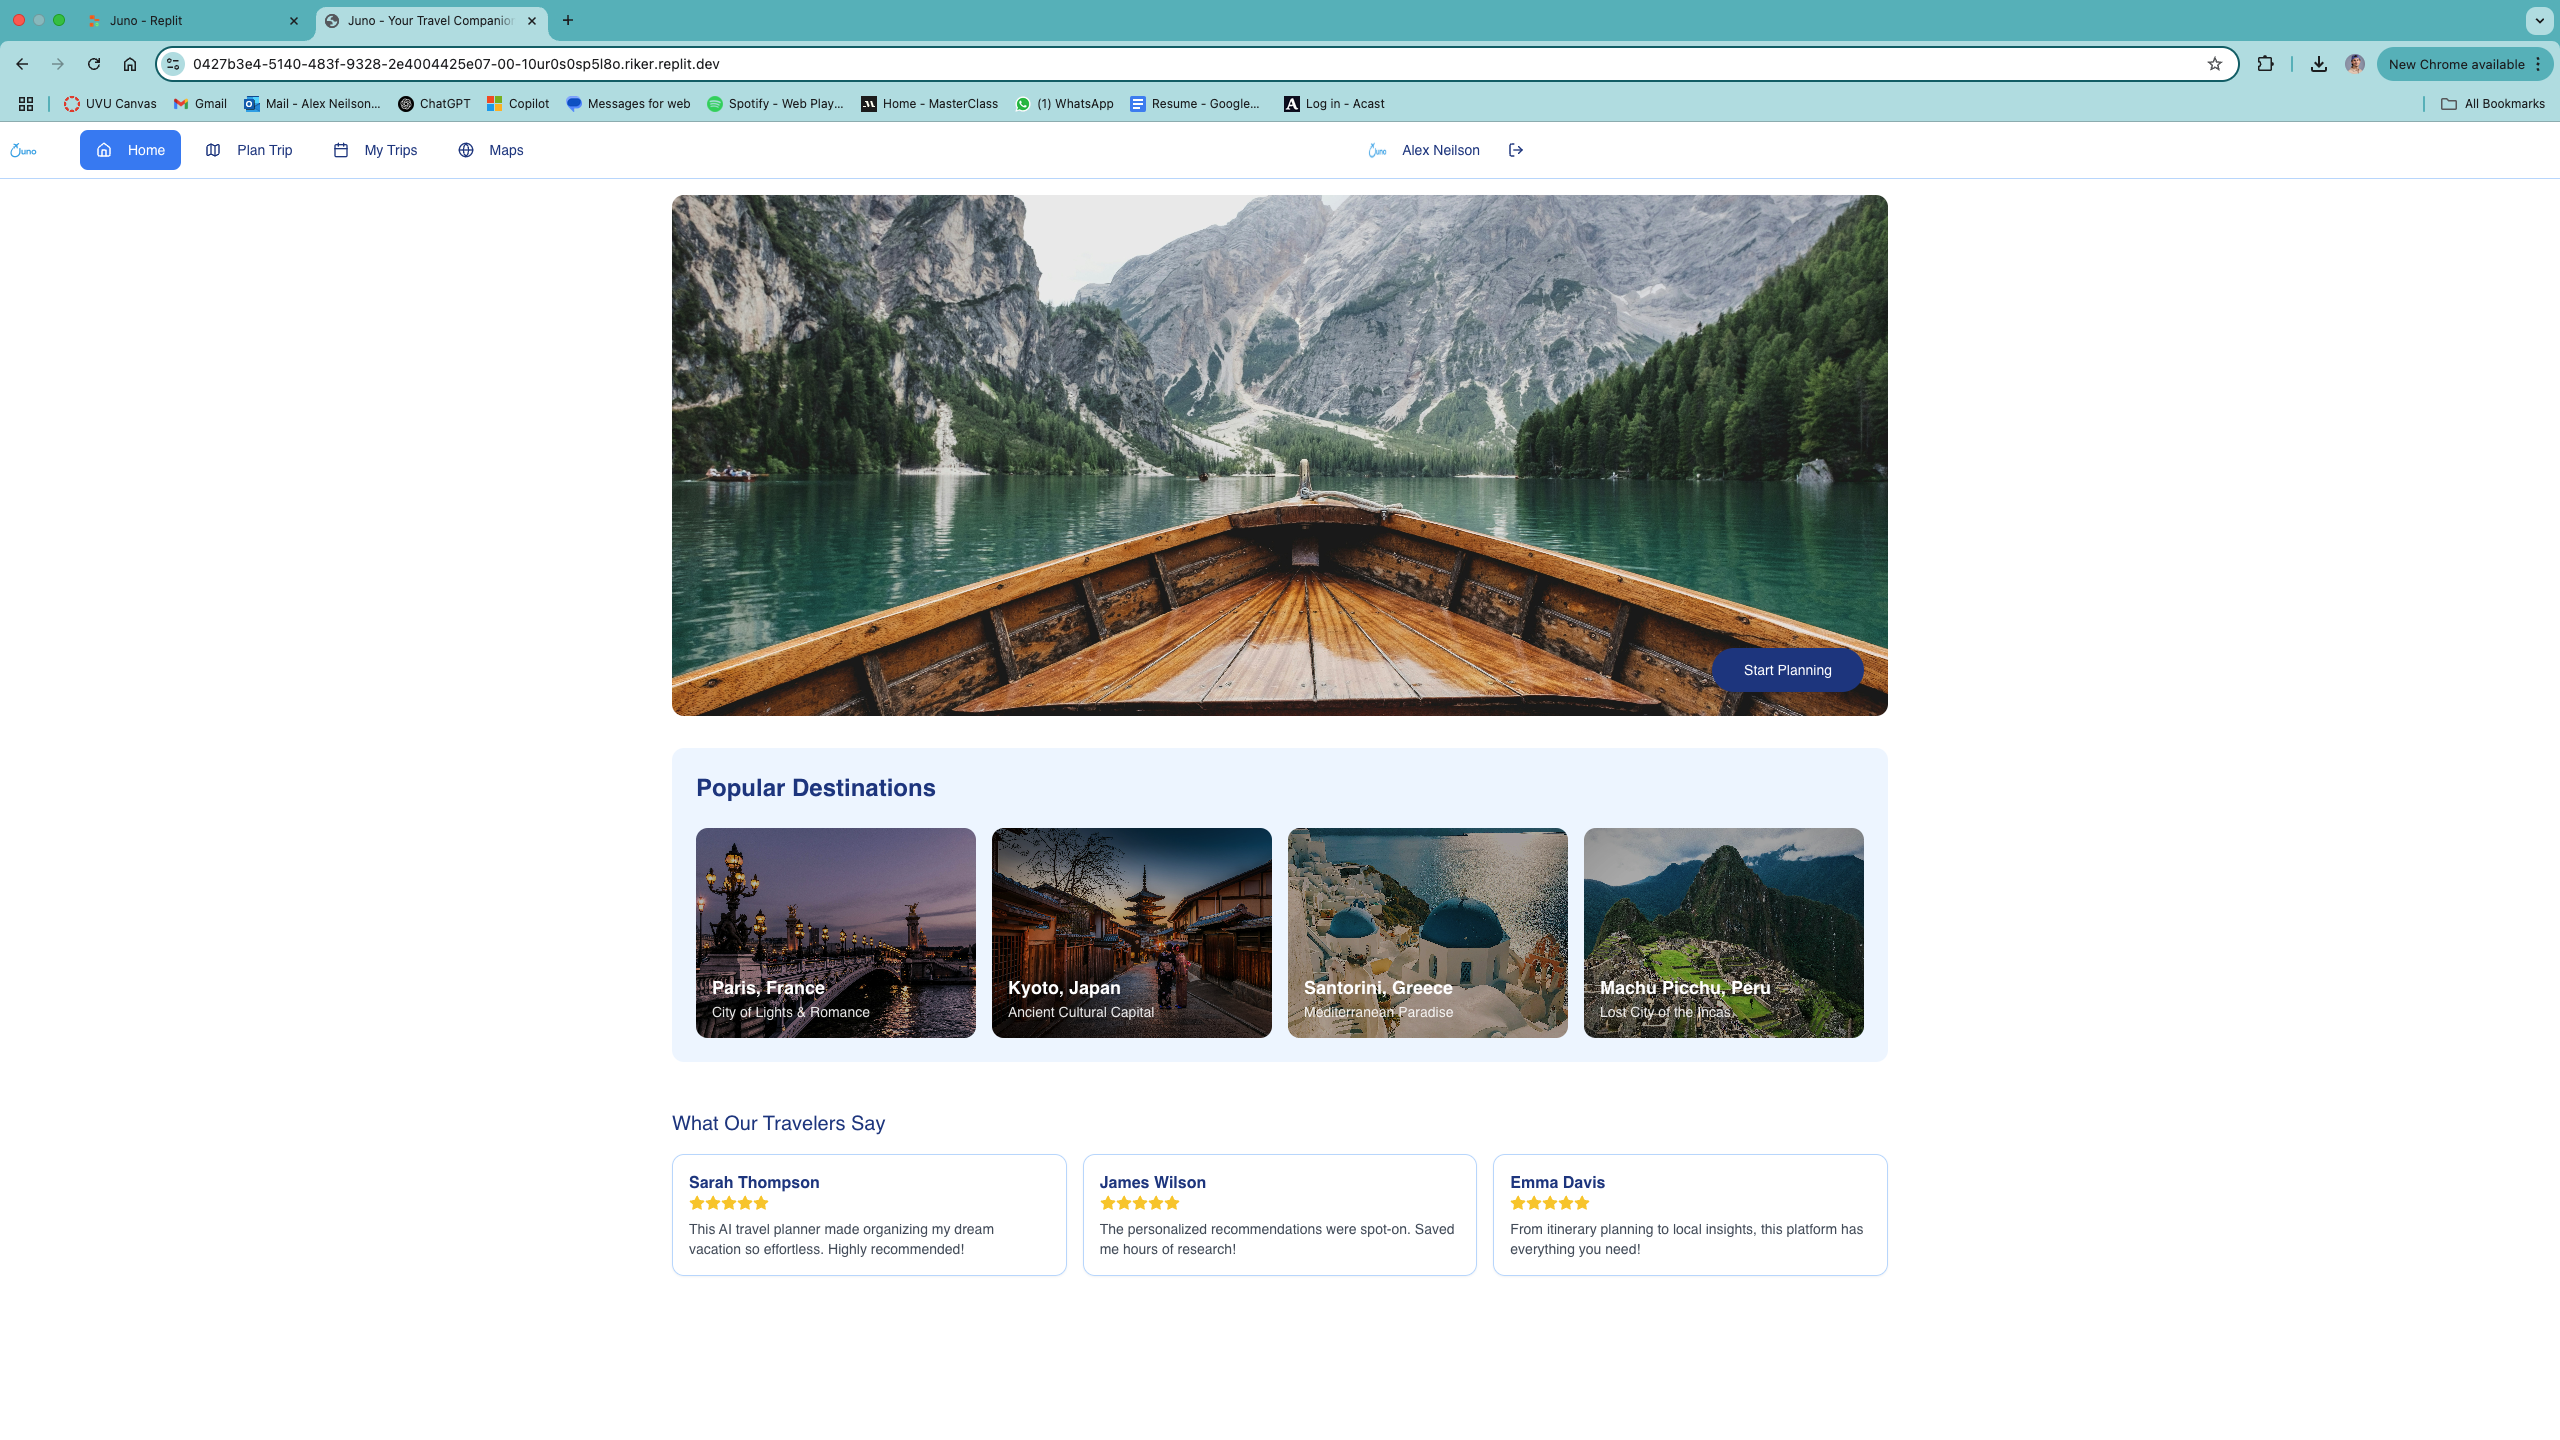 Juno - Replit
Juno - Your Travel Companion
0427b3e4-5140-483f-9328-2e4004425e07-00-10ur0s0sp5l8o.riker.replit.dev
New Chrome available
UVU Canvas
Gmail
Mail - Alex Neilson...
ChatGPT
Copilot
Messages for web
Spotify - Web Play...
Home - MasterClass
(1) WhatsApp
Resume - Google...
Log in - Acast
All Bookmarks
Juno
Home
Plan Trip
My Trips
Maps
Juno
Alex Neilson
Start Planning
Popular Destinations
Paris, France
City of Lights & Romance
Kyoto, Japan
Ancient Cultural Capital
Santorini, Greece
Mediterranean Paradise
Machu Picchu, Peru
Lost City of the Incas
What Our Travelers Say
Sarah Thompson
This AI travel planner made organizing my dream
vacation so effortless. Highly recommended!
James Wilson
The personalized recommendations were spot-on. Saved
me hours of research!
Emma Davis
From itinerary planning to local insights, this platform has
everything you need!